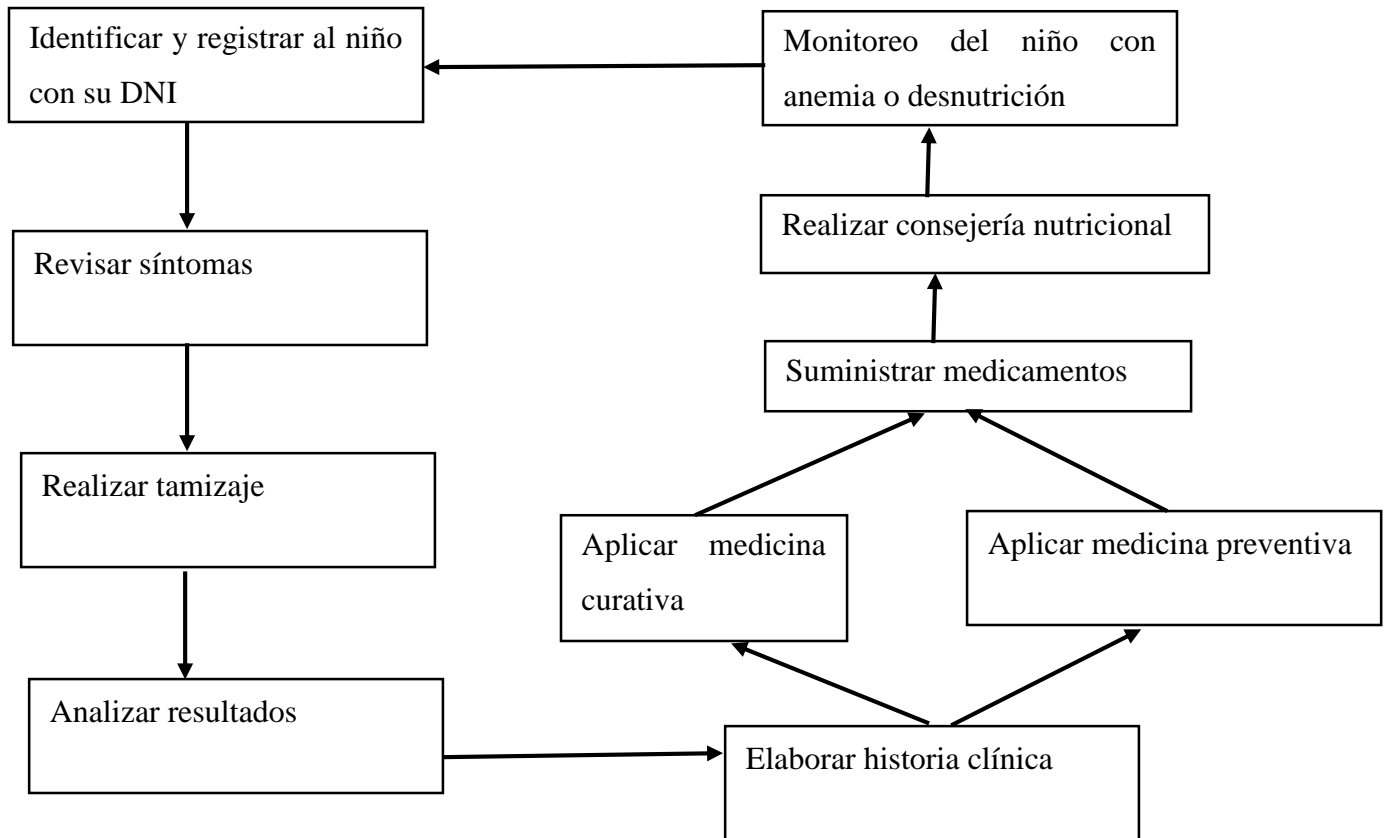 Identificar y registrar al niño
con su DNI
Monitoreo del niño con
anemia o desnutrición
Realizar consejería nutricional
Revisar síntomas
Suministrar medicamentos
Realizar tamizaje
Aplicar medicina
curativa
Aplicar medicina preventiva
Analizar resultados
Elaborar historia clínica